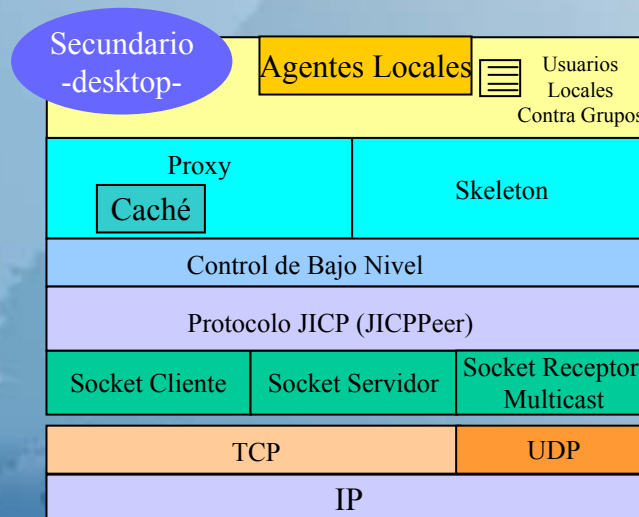 Secundario
-desktop-
Agentes Locales
Usuarios
Locales
Contra Grupos
Proxy
Caché
Skeleton
Control de Bajo Nivel
Protocolo JICP (JICPPeer)
Socket Cliente
Socket Servidor
Socket Receptor
Multicast
TCP
UDP
IP